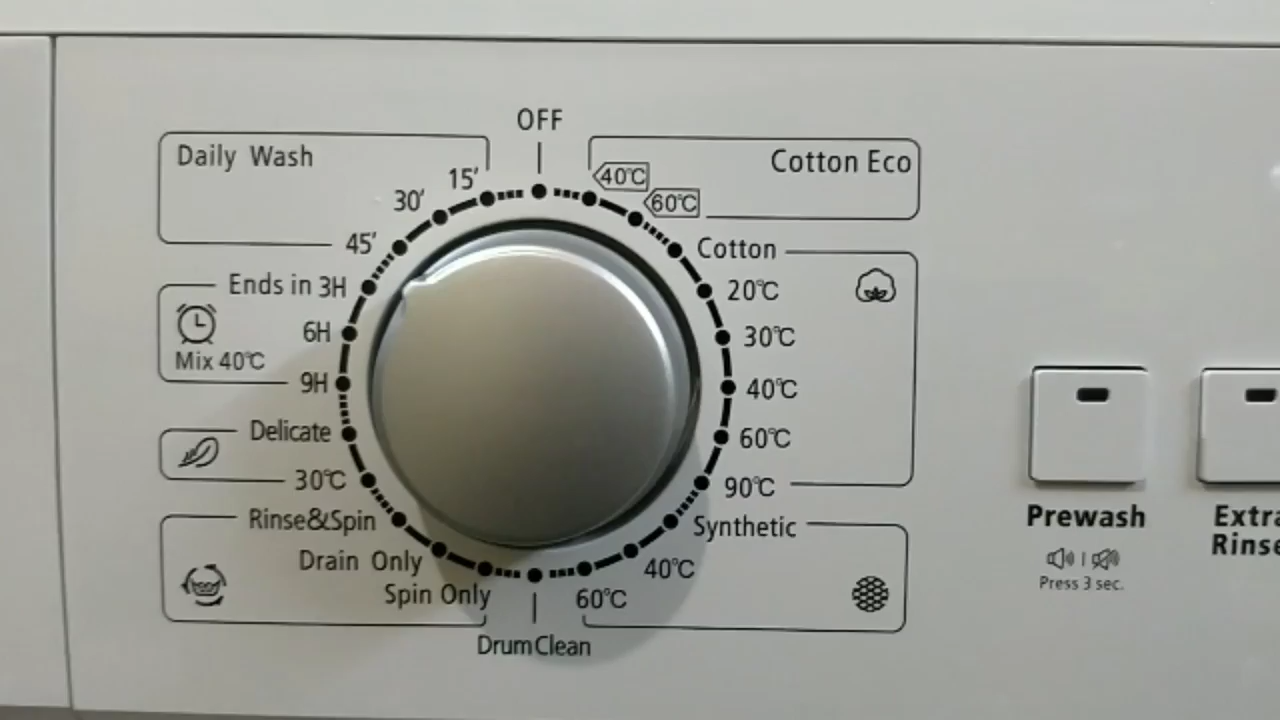 OFF
Daily Wash
15′
30′
45′
Ends in 3H
6H
Mix 40℃
9H
Delicate
30℃
Rinse&Spin
Drain Only
Spin Only
DrumClean
40℃
60℃
Cotton Eco
Cotton
20℃
30℃
40℃
60℃
90℃
Synthetic
40℃
60℃
Prewash
Press 3 sec.
Extra
Rinse